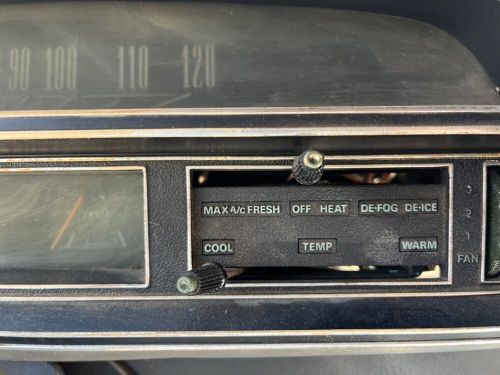 90 100 110 120
MAX A/C FRESH OFF HEAT DE-FOG DE-ICE
3
2
1
COOL TEMP WARM
FAN